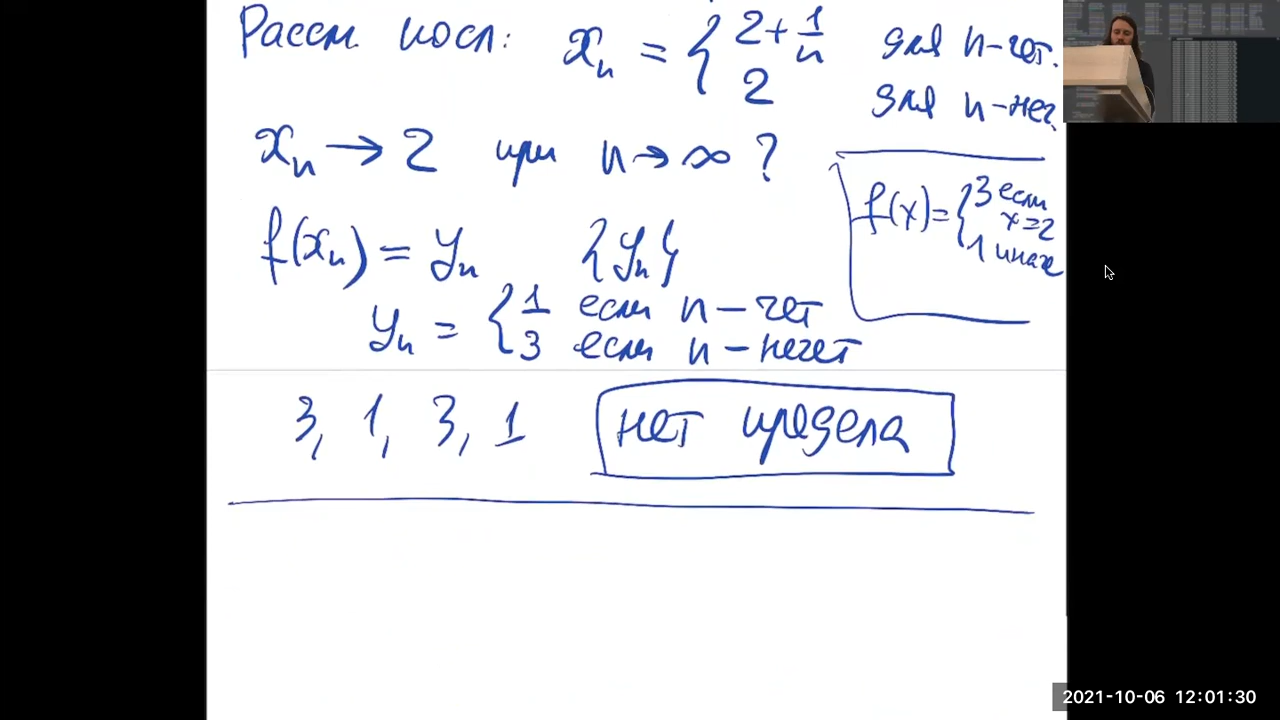 Рассм посл: xₙ = { 2+1/n для n-чет.
2 для n-неч.
xₙ → 2 при n→∞ ?
f(x)= { 3 если x=2
1 иначе
f(xₙ) = yₙ {yₙ}
yₙ = { 1 если n – чет
3 если n – нечет
3, 1, 3, 1 нет предела
2021-10-06 12:01:30